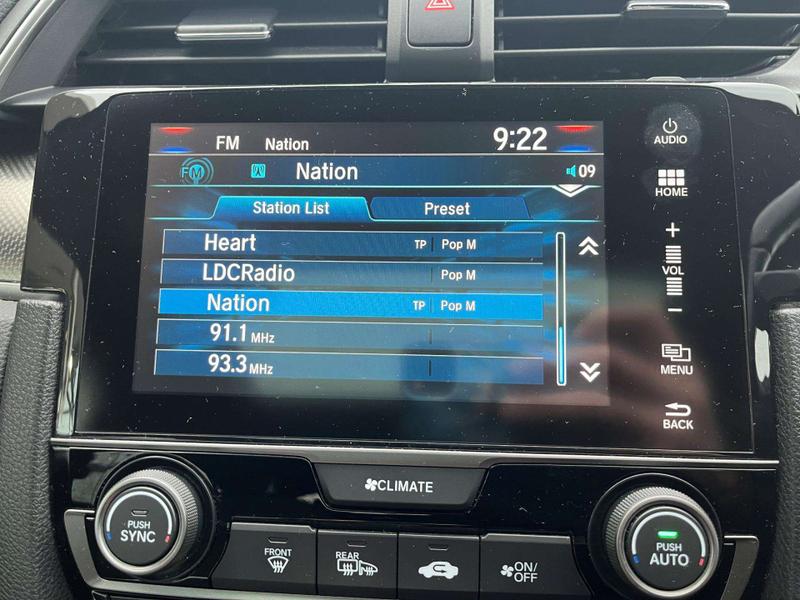 FM Nation 9:22
FM Nation 09
Station List Preset
Heart TP Pop M
LDCRadio Pop M
Nation TP Pop M
91.1 MHz
93.3 MHz
AUDIO
HOME
+
VOL
−
MENU
BACK
CLIMATE
PUSH
SYNC
FRONT
REAR
ON/
OFF
PUSH
AUTO